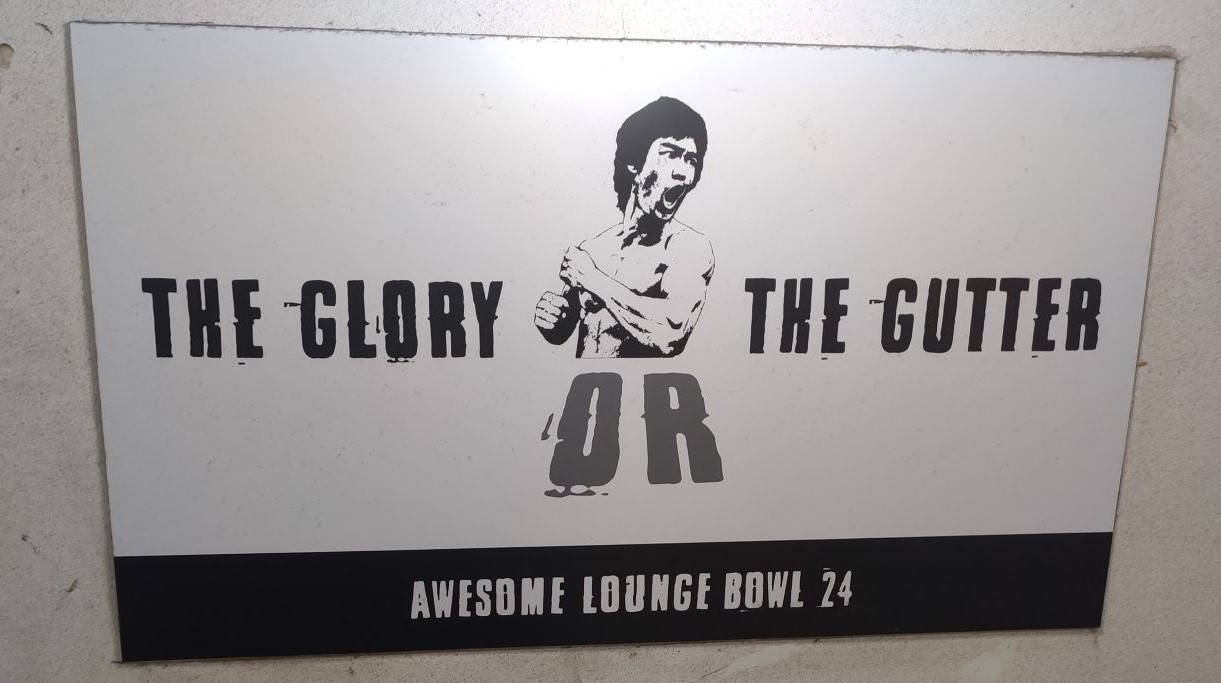 THE GLORY
OR
THE GUTTER
AWESOME LOUNGE BOWL 24